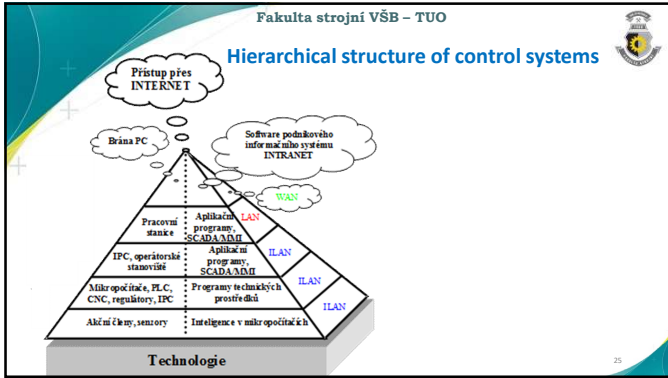 Fakulta strojní VŠB – TUO
Hierarchical structure of control systems
Přístup přes
INTERNET
Brána PC
Software podnikového
informačního systému
INTRANET
WAN
Pracovní
stanice
Aplikační
programy,
SCADA/MMI
LAN
IPC, operátorské
stanoviště
Aplikační
programy,
SCADA/MMI
ILAN
Mikropočítače, PLC,
CNC, regulátory, IPC
Programy technických
prostředků
ILAN
Akční členy, senzory
Inteligence v mikropočítačích
ILAN
Technologie
25